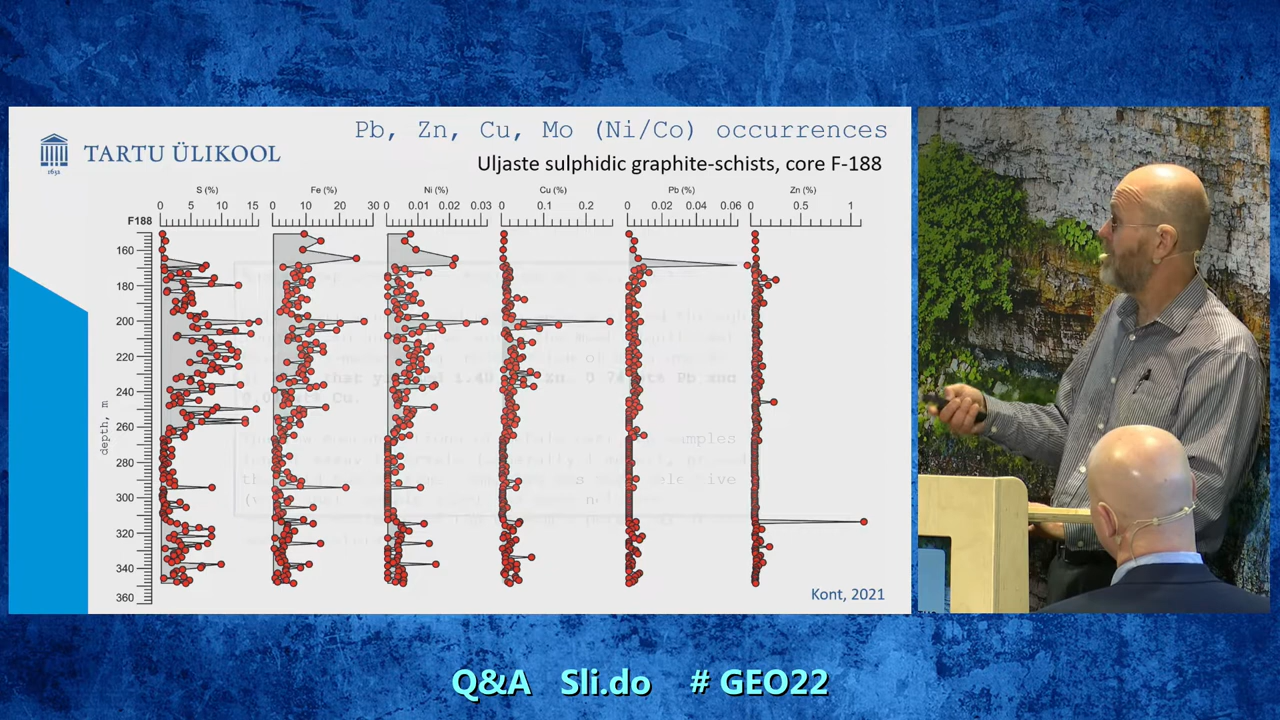 Pb, Zn, Cu, Mo (Ni/Co) occurrences
TARTU ÜLIKOOL
1632
Uljaste sulphidic graphite-schists, core F-188
S (%) Fe (%) Ni (%) Cu (%) Pb (%) Zn (%)
0 5 10 15 0 10 20 30 0 0.01 0.02 0.03 0 0.1 0.2 0 0.02 0.04 0.06 0 0.5 1
F188
160
180
200
220
240
260
280
300
320
340
360
depth, m
Kont, 2021
Q&A Sli.do # GEO22